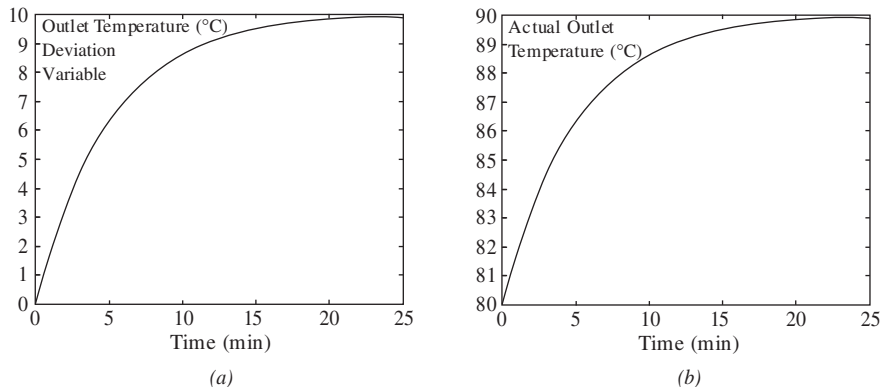 10
9
8
7
6
5
4
3
2
1
0
Outlet Temperature (°C)
Deviation
Variable
0 5 10 15 20 25
Time (min)
(a)
90
89
88
87
86
85
84
83
82
81
80
Actual Outlet
Temperature (°C)
0 5 10 15 20 25
Time (min)
(b)